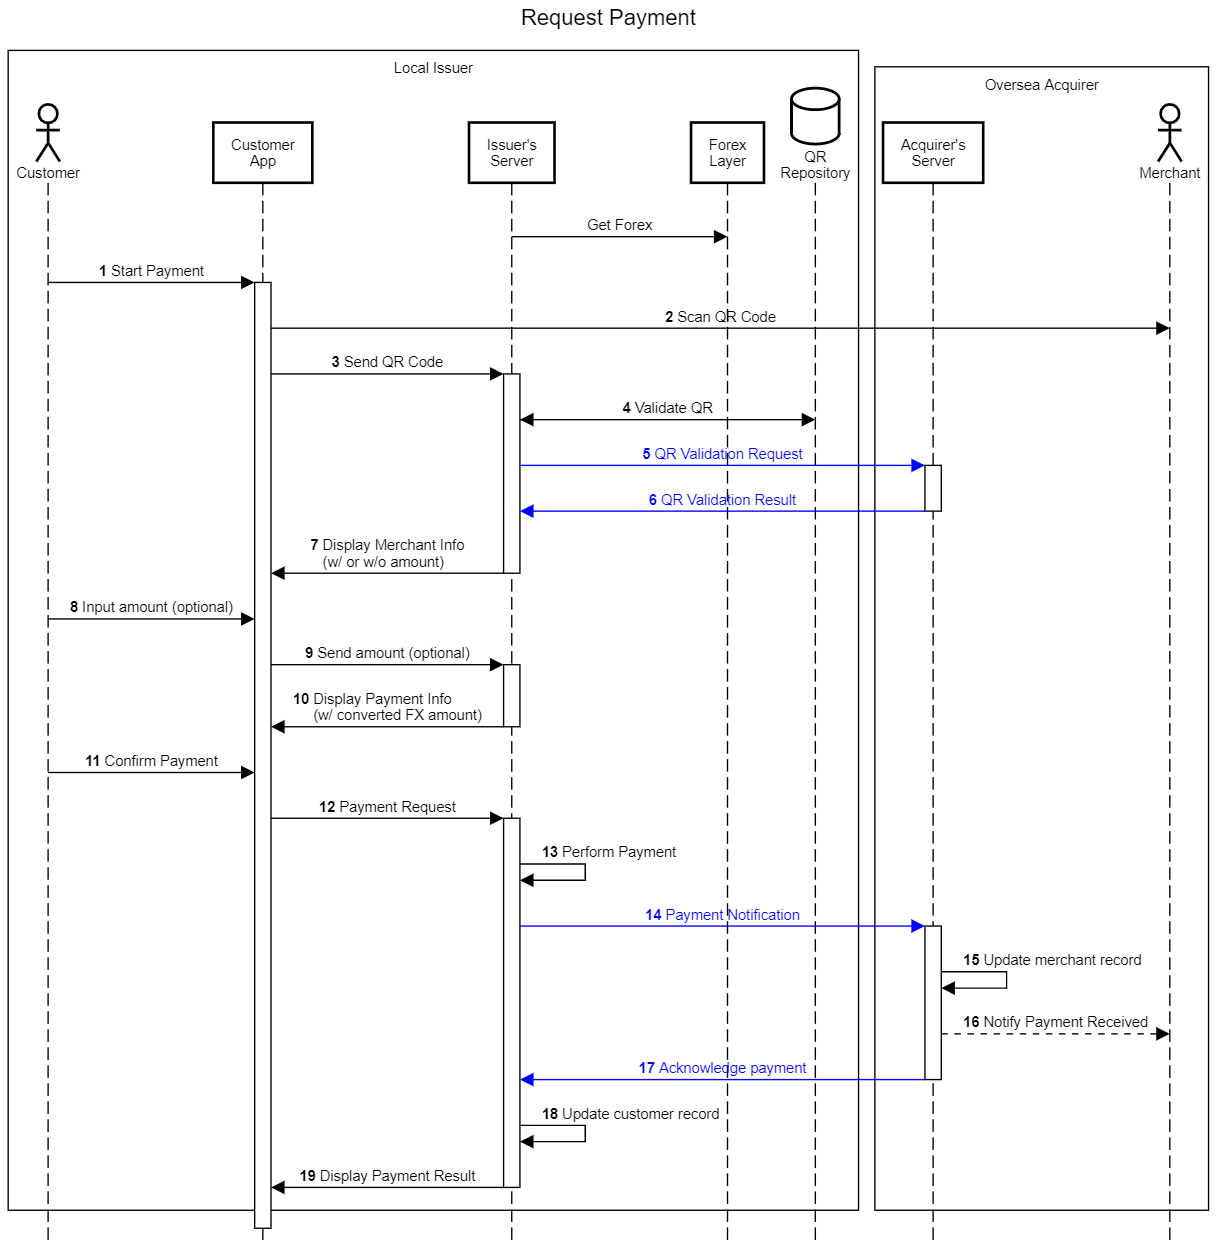 Request Payment
Local Issuer
Oversea Acquirer
Customer
Customer
App
Issuer's
Server
Forex
Layer
QR
Repository
Acquirer's
Server
Merchant
Get Forex
1 Start Payment
2 Scan QR Code
3 Send QR Code
4 Validate QR
5 QR Validation Request
6 QR Validation Result
7 Display Merchant Info
(w/ or w/o amount)
8 Input amount (optional)
9 Send amount (optional)
10 Display Payment Info
(w/ converted FX amount)
11 Confirm Payment
12 Payment Request
13 Perform Payment
14 Payment Notification
15 Update merchant record
16 Notify Payment Received
17 Acknowledge payment
18 Update customer record
19 Display Payment Result